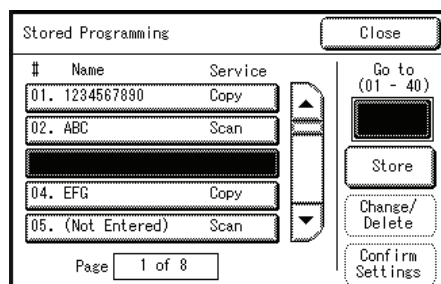 Stored Programming
Close
# Name Service
01. 1234567890 Copy
02. ABC Scan
04. EFG Copy
05. (Not Entered) Scan
Page 1 of 8
Go to
(01 - 40)
Store
Change/
Delete
Confirm
Settings